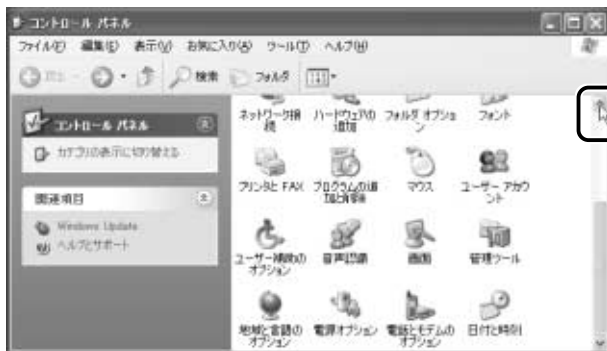 コントロール パネル
ファイル(F) 編集(E) 表示(V) お気に入り(A) ツール(T) ヘルプ(H)
戻る 検索 フォルダ
コントロール パネル
カテゴリの表示に切り替える
関連項目
Windows Update
ヘルプとサポート
ネットワーク接
続
ハードウェアの
追加
フォルダ オプショ
ン
フォント
プリンタと FAX
プログラムの追
加と削除
マウス
ユーザー アカウ
ント
ユーザー補助の
オプション
音声認識
画面
管理ツール
地域と言語の
オプション
電源オプション
電話とモデムの
オプション
日付と時刻